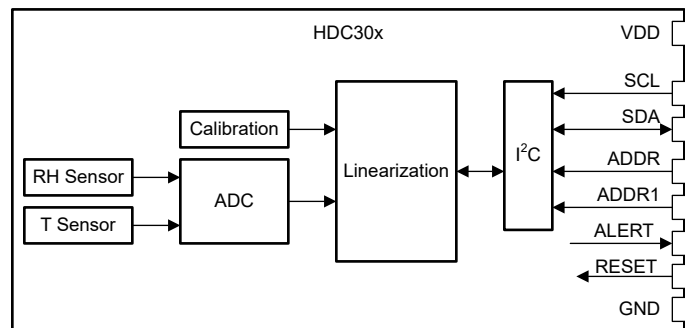 HDC30x
VDD
SCL
SDA
ADDR
ADDR1
ALERT
RESET
GND
Calibration
RH Sensor
T Sensor
ADC
Linearization
I²C